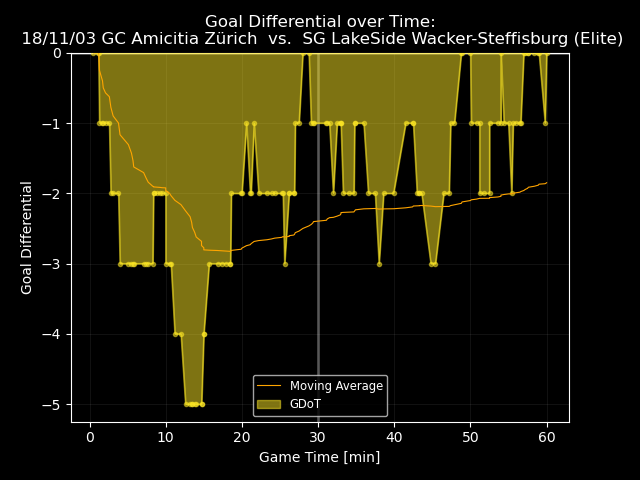 Goal Differential over Time:
18/11/03 GC Amicitia Zürich  vs.  SG LakeSide Wacker-Steffisburg (Elite)
0
−1
−2
−3
−4
−5
Goal Differential
Moving Average
GDoT
0 10 20 30 40 50 60
Game Time [min]